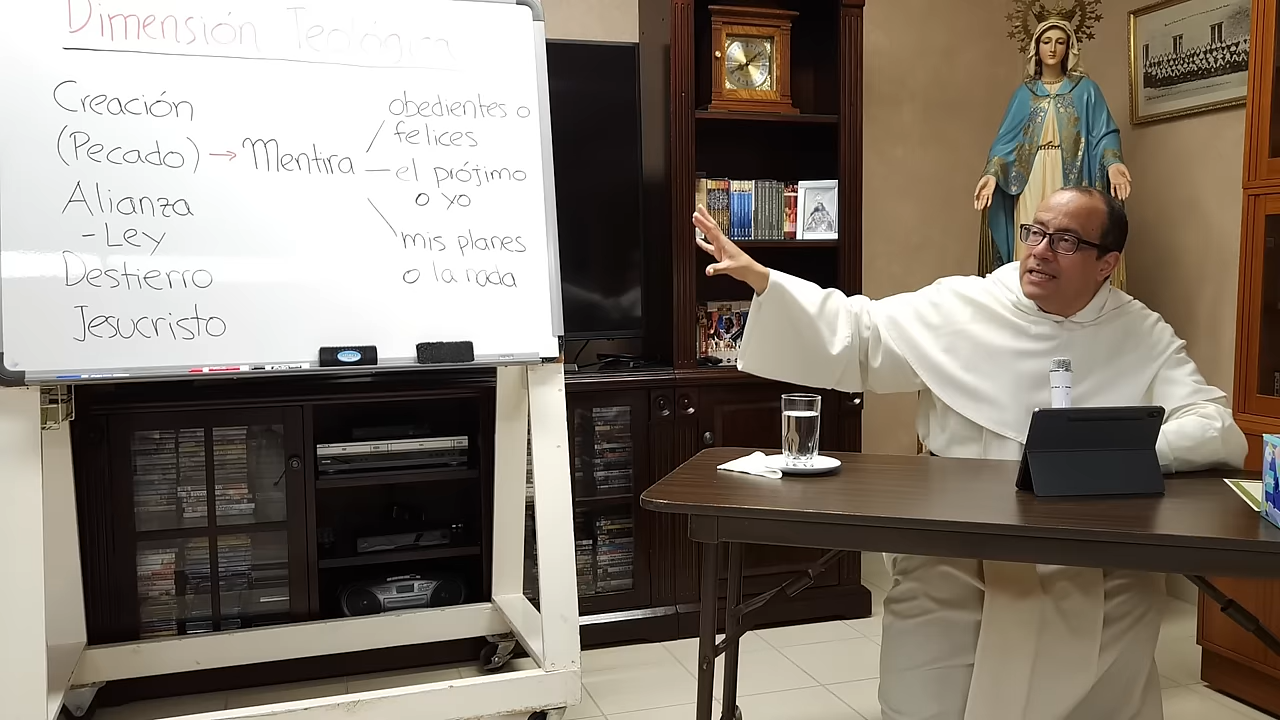 Dimensión Teológica
Creación
(Pecado) → Mentira
Alianza
- Ley
Destierro
Jesucristo
obedientes o
felices
el prójimo
o yo
mis planes
o la nada